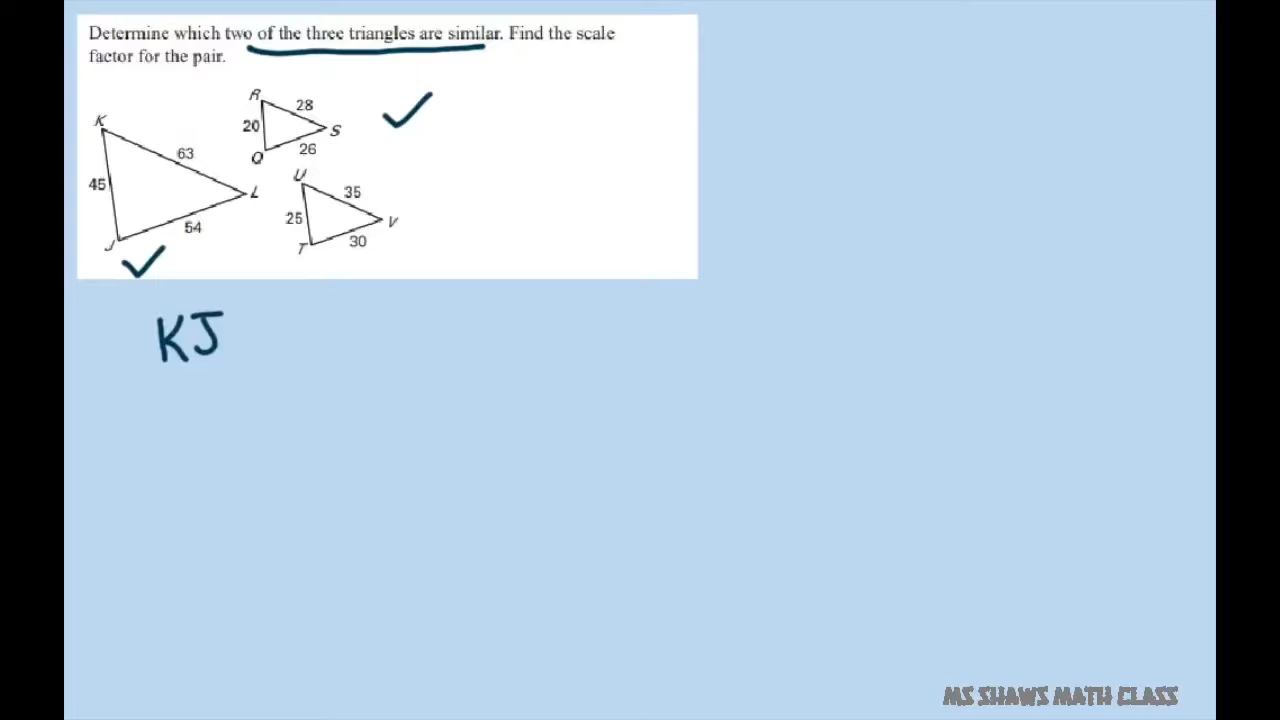 Determine which two of the three triangles are similar. Find the scale
factor for the pair.
R
28
K
20
S
63
Q
26
U
45
L
35
25
V
54
J
T
30
KJ
MS SHAWS MATH CLASS